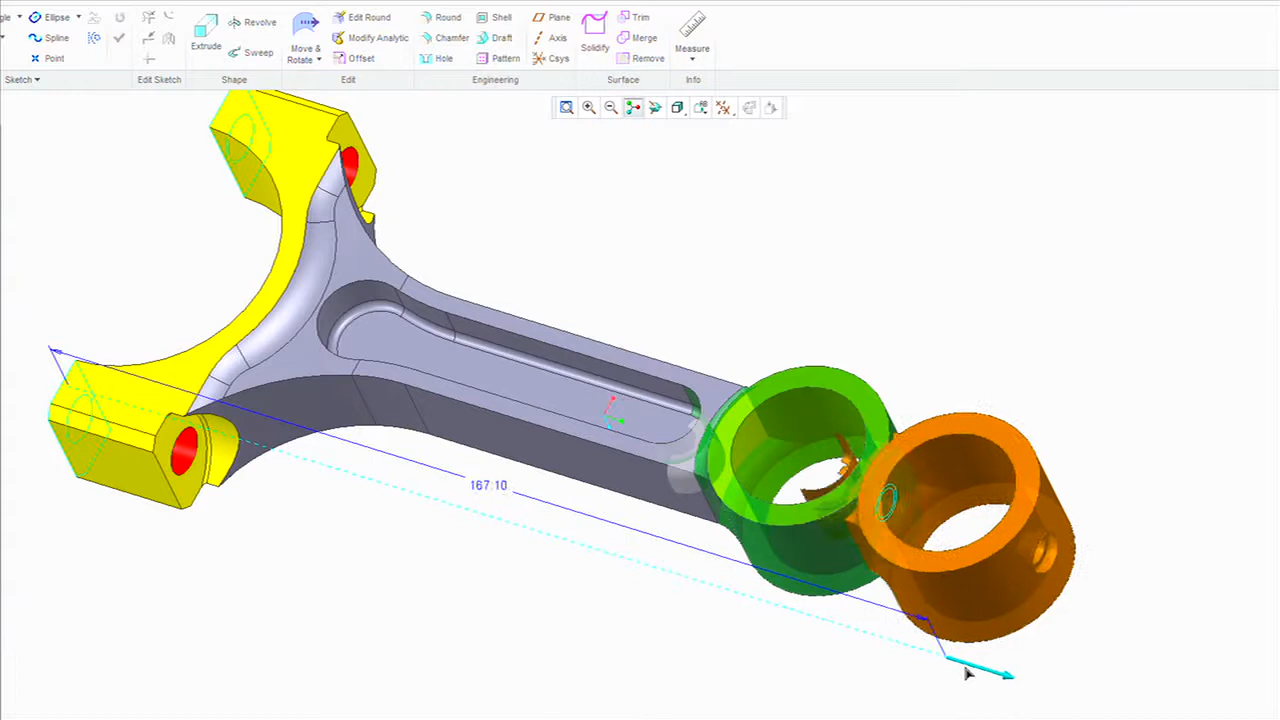 gle Ellipse Edit Round Round Shell Plane Trim
Revolve
Spline Extrude Move & Rotate Modify Analytic Chamfer Draft Axis Solidify Merge Measure
Sweep
Point Offset Hole Pattern Csys Remove
Sketch Edit Sketch Shape Edit Engineering Surface Info
167.10